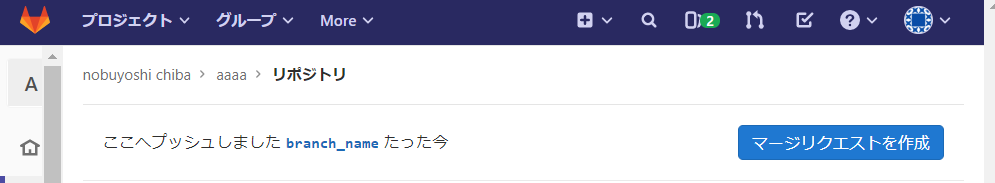 プロジェクト グループ More 2
A
nobuyoshi chiba > aaaa > リポジトリ
ここへプッシュしました branch_name たった今 マージリクエストを作成